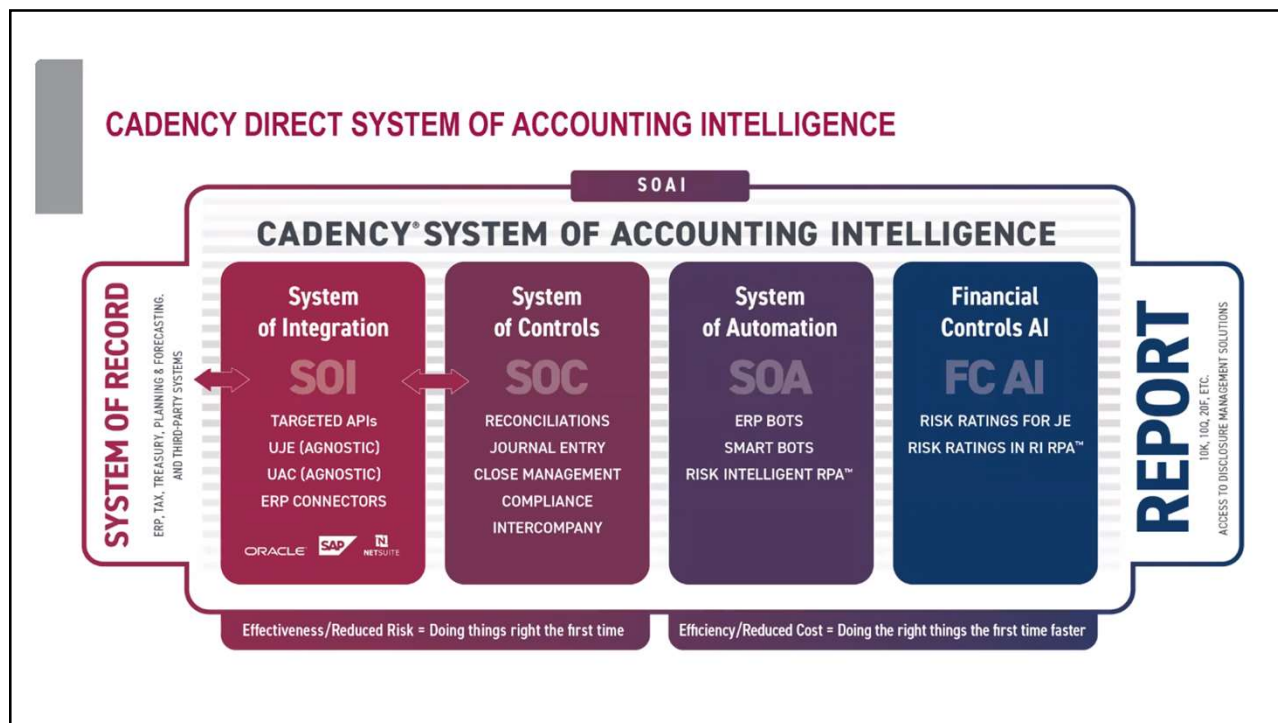 CADENCY DIRECT SYSTEM OF ACCOUNTING INTELLIGENCE
SOAI
CADENCY® SYSTEM OF ACCOUNTING INTELLIGENCE
SYSTEM OF RECORD
ERP, TAX, TREASURY, PLANNING & FORECASTING.
AND THIRD-PARTY SYSTEMS
System
of Integration
SOI
TARGETED APIs
UJE (AGNOSTIC)
UAC (AGNOSTIC)
ERP CONNECTORS
ORACLE SAP N NETSUITE
System
of Controls
SOC
RECONCILIATIONS
JOURNAL ENTRY
CLOSE MANAGEMENT
COMPLIANCE
INTERCOMPANY
System
of Automation
SOA
ERP BOTS
SMART BOTS
RISK INTELLIGENT RPA™
Financial
Controls AI
FC AI
RISK RATINGS FOR JE
RISK RATINGS IN RI RPA™
REPORT
10K, 10Q, 20F, ETC.
ACCESS TO DISCLOSURE MANAGEMENT SOLUTIONS
Effectiveness/Reduced Risk = Doing things right the first time
Efficiency/Reduced Cost = Doing the right things the first time faster